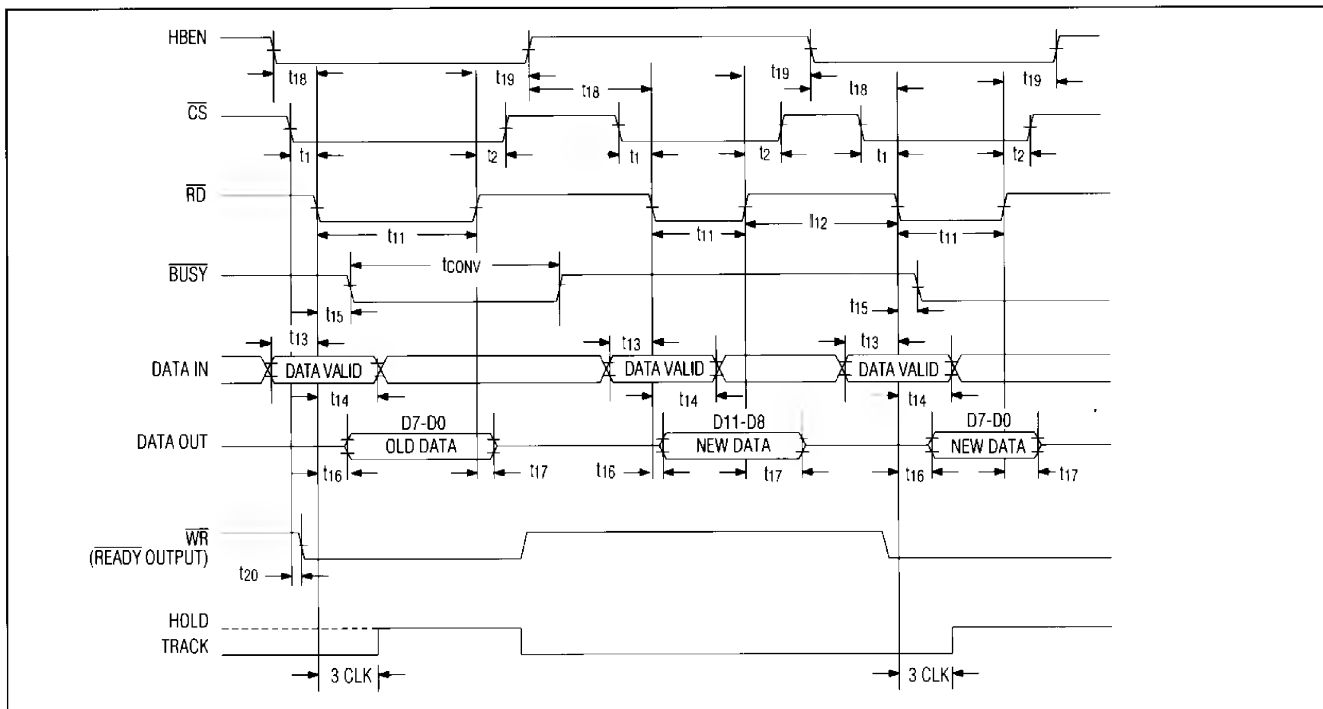 HBEN
t18 t19 t18 t19 t18 t19
CS
t1 t2 t1 t2 t1 t2
RD
t11 t11 t12 t11
BUSY
tCONV
t15 t15
t13 t13 t13
DATA IN DATA VALID DATA VALID DATA VALID
t14 t14 t14
D7-D0 D11-D8 D7-D0
DATA OUT OLD DATA NEW DATA NEW DATA
t16 t17 t16 t17 t16 t17
WR
(READY OUTPUT)
t20
HOLD
TRACK
3 CLK 3 CLK